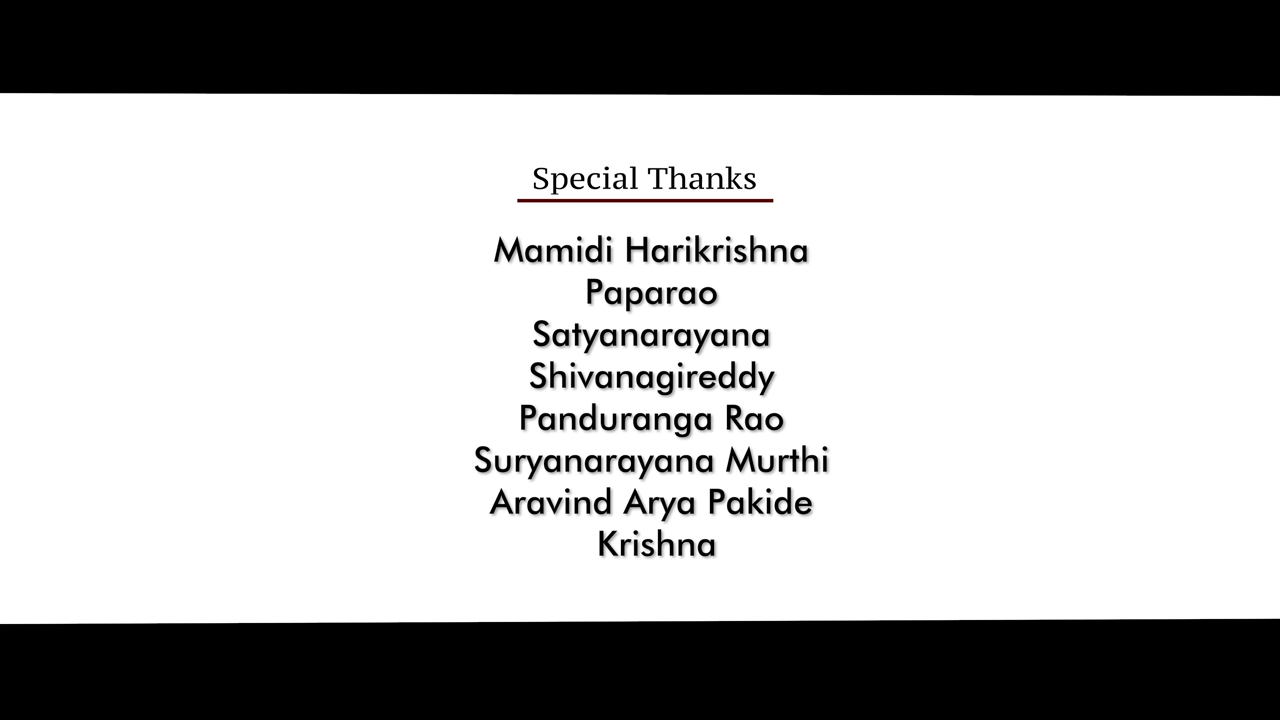 Special Thanks
Mamidi Harikrishna
Paparao
Satyanarayana
Shivanagireddy
Panduranga Rao
Suryanarayana Murthi
Aravind Arya Pakide
Krishna